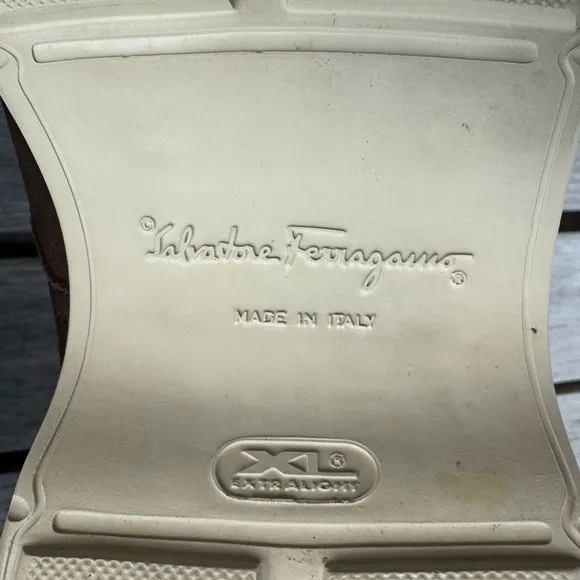 © Salvatore Ferragamo ®
MADE IN ITALY
XL ®
EXTRALIGHT